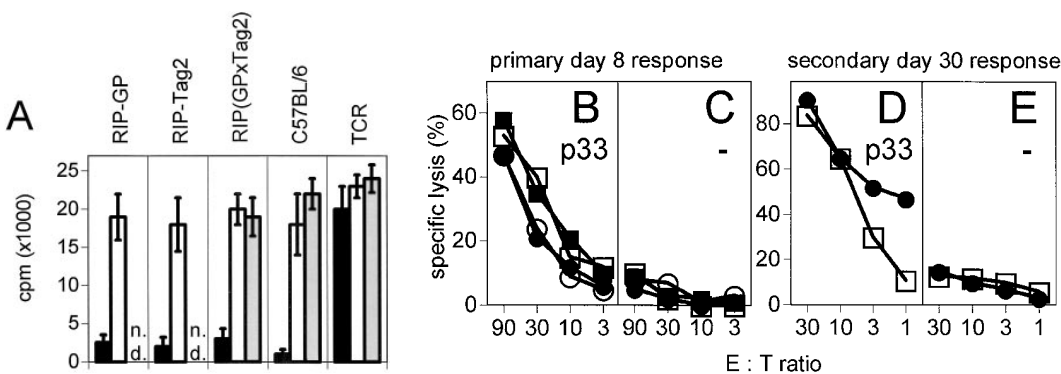 A
RIP-GP
RIP-Tag2
RIP(GPxTag2)
C57BL/6
TCR
cpm (x1000)
25
20
15
10
5
0
n.
d.
n.
d.
primary day 8 response
secondary day 30 response
specific lysis (%)
60
40
20
0
B
p33
C
-
80
60
40
20
0
D
p33
E
-
90 30 10 3 90 30 10 3
30 10 3 1 30 10 3 1
E : T ratio